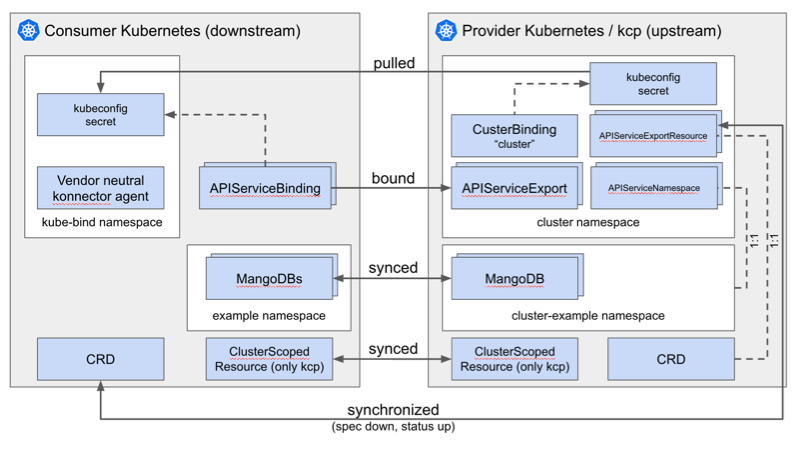 Consumer Kubernetes (downstream)
Provider Kubernetes / kcp (upstream)
pulled
kubeconfig
secret
kubeconfig
secret
CusterBinding
"cluster"
APIServiceExportResource
Vendor neutral
konnector agent
APIServiceBinding
bound
APIServiceExport
APIServiceNamespace
kube-bind namespace
cluster namespace
1:1
1:1
MangoDBs
synced
MangoDB
example namespace
cluster-example namespace
CRD
ClusterScoped
Resource (only kcp)
synced
ClusterScoped
Resource (only kcp)
CRD
synchronized
(spec down, status up)